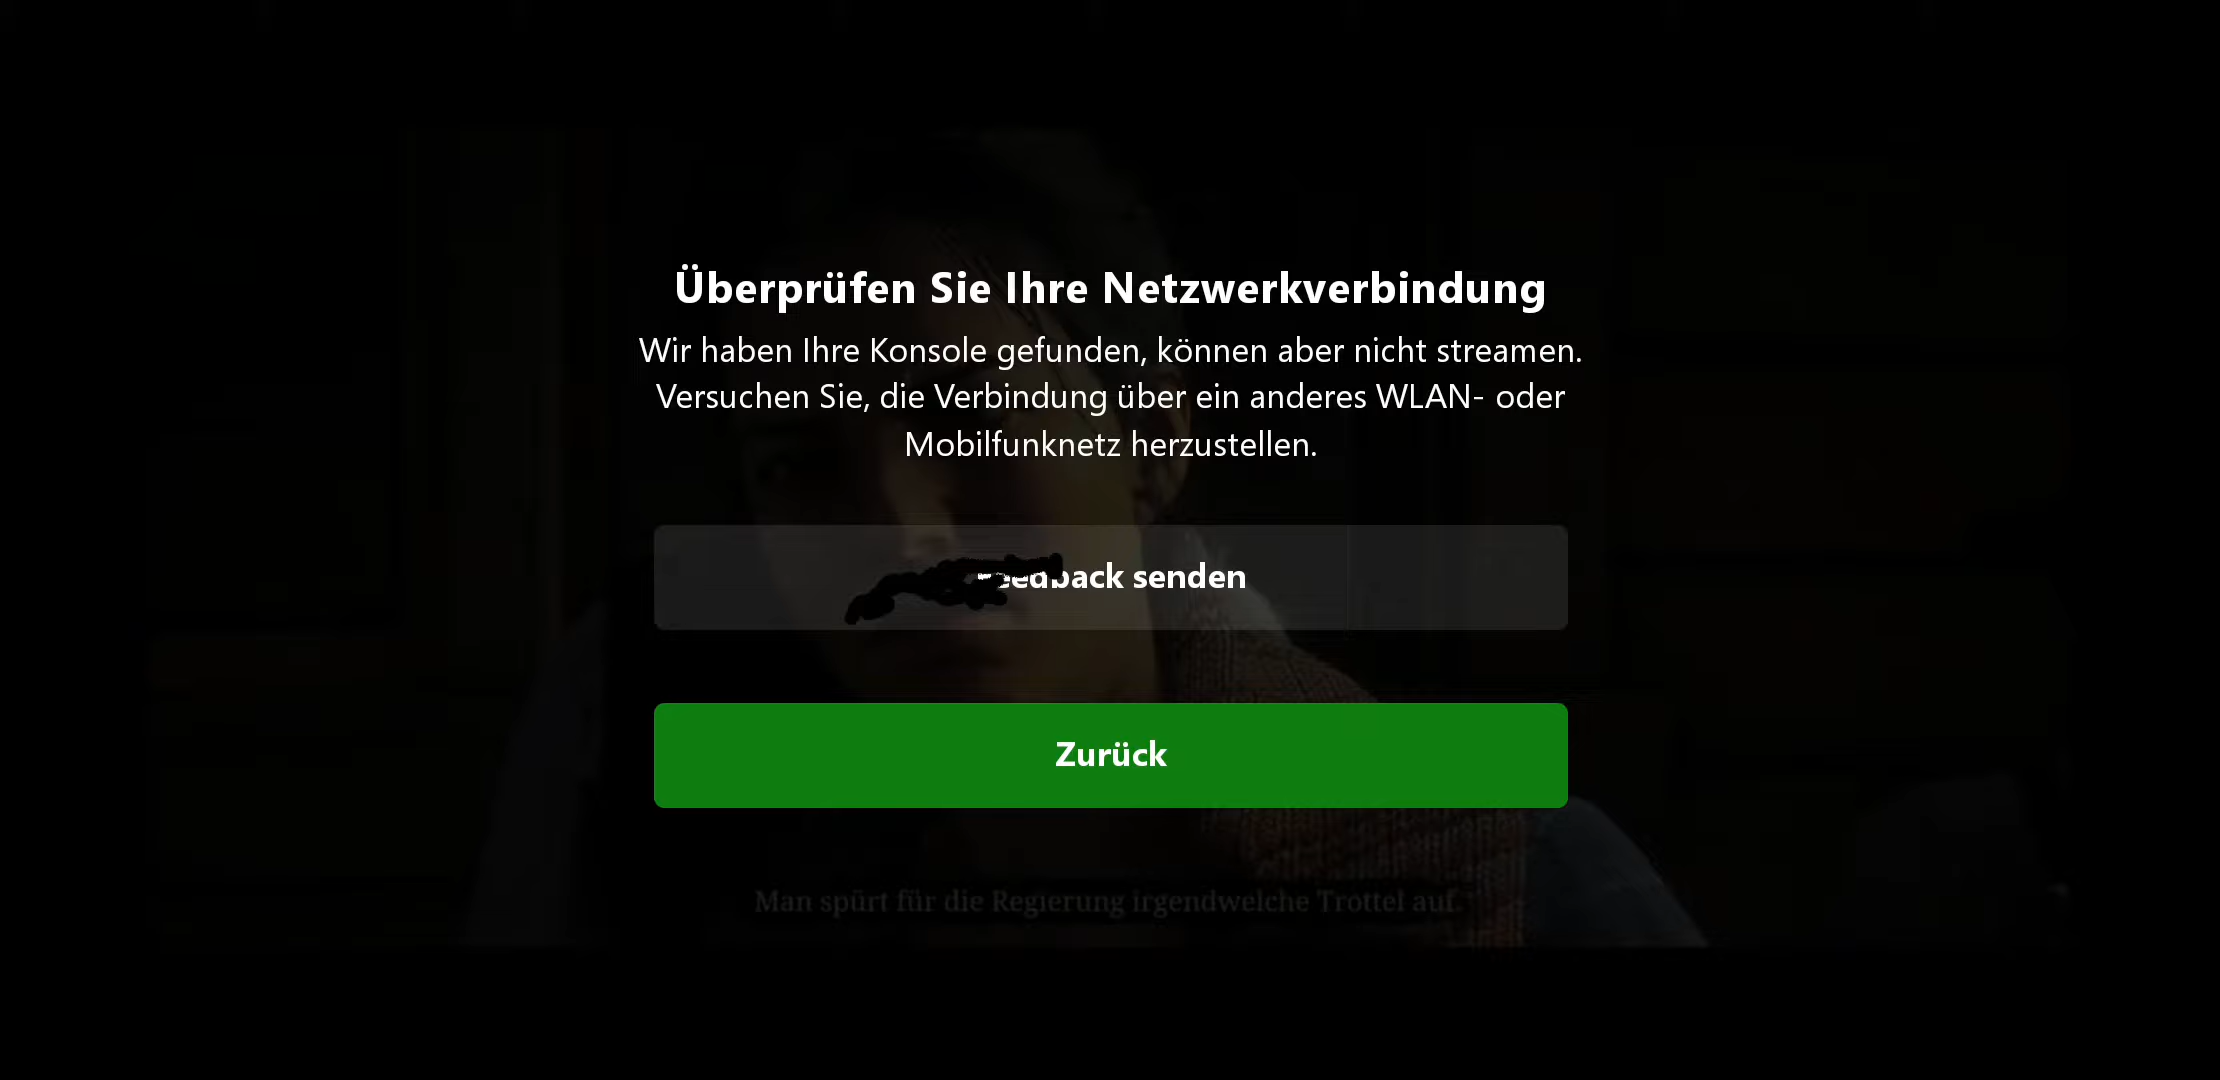 Überprüfen Sie Ihre Netzwerkverbindung
Wir haben Ihre Konsole gefunden, können aber nicht streamen.
Versuchen Sie, die Verbindung über ein anderes WLAN- oder
Mobilfunknetz herzustellen.
Feedback senden
Zurück
Man spürt für die Regierung irgendwelche Trottel auf.